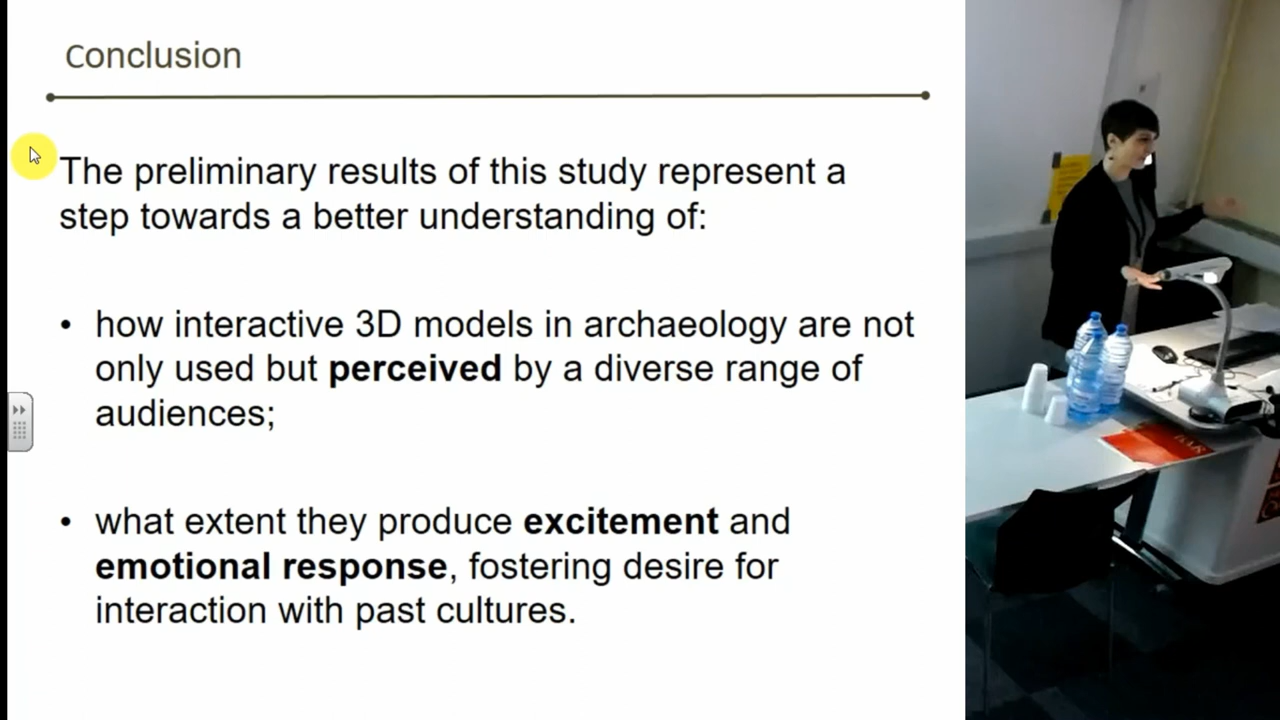 Conclusion
The preliminary results of this study represent a
step towards a better understanding of:
• how interactive 3D models in archaeology are not
only used but perceived by a diverse range of
audiences;
• what extent they produce excitement and
emotional response, fostering desire for
interaction with past cultures.
BAR